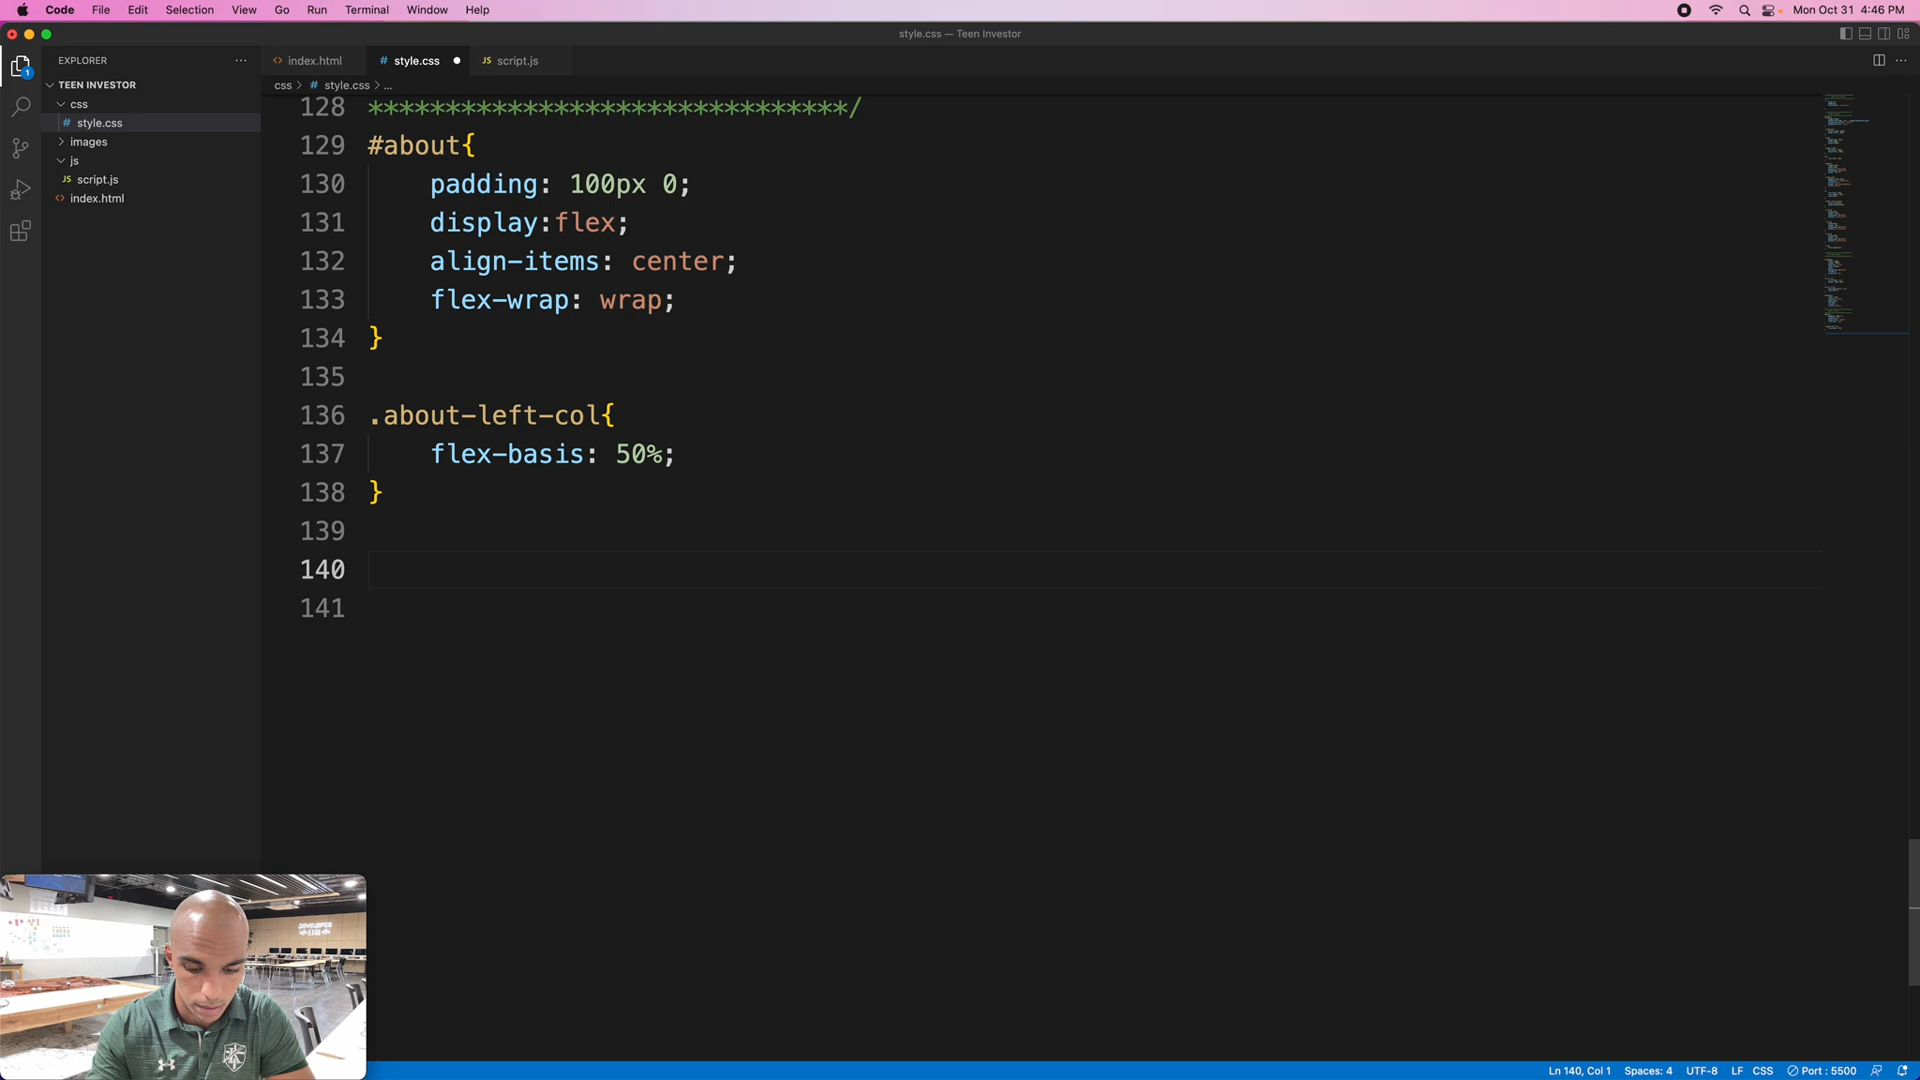 Code File Edit Selection View Go Run Terminal Window Help Mon Oct 31 4:46 PM
style.css — Teen Investor
EXPLORER
TEEN INVESTOR
css
# style.css
images
js
JS script.js
<> index.html
1
<> index.html # style.css JS script.js
css > # style.css > ...
128 *******************************/
129 #about{
130 padding: 100px 0;
131 display:flex;
132 align-items: center;
133 flex-wrap: wrap;
134 }
135
136 .about-left-col{
137 flex-basis: 50%;
138 }
139
140
141
DEVELOPER
Ln 140, Col 1 Spaces: 4 UTF-8 LF CSS Port : 5500